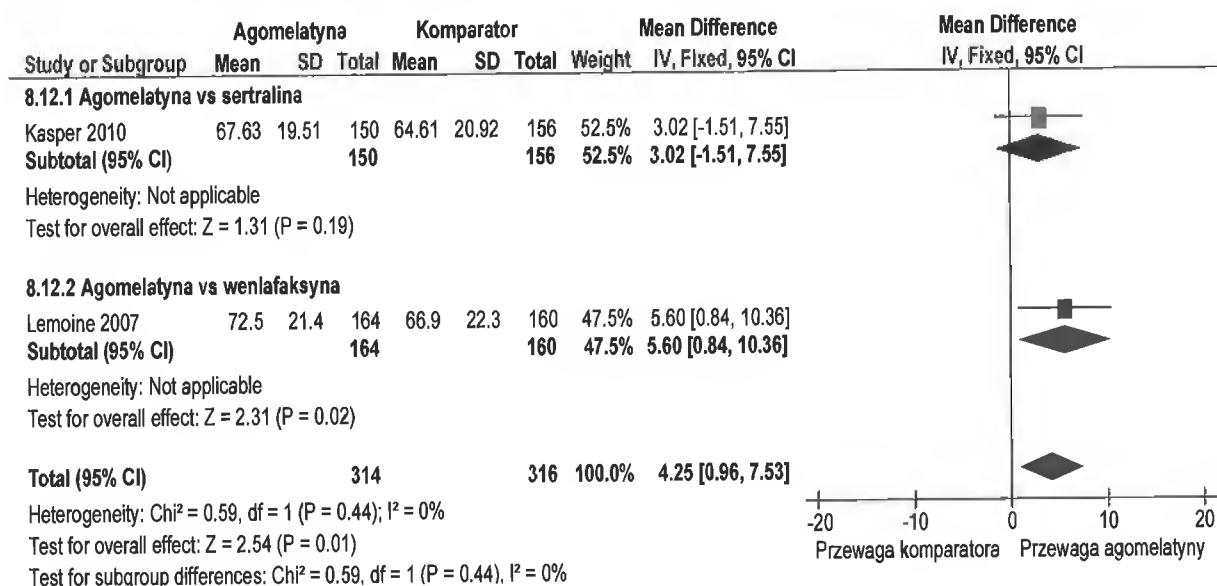 Agomelatyna Komparator Mean Difference Mean Difference
Study or Subgroup Mean SD Total Mean SD Total Weight IV, Fixed, 95% CI IV, Fixed, 95% CI
8.12.1 Agomelatyna vs sertralina
Kasper 2010 67.63 19.51 150 64.61 20.92 156 52.5% 3.02 [-1.51, 7.55]
Subtotal (95% CI) 150 156 52.5% 3.02 [-1.51, 7.55]
Heterogeneity: Not applicable
Test for overall effect: Z = 1.31 (P = 0.19)
8.12.2 Agomelatyna vs wenlafaksyna
Lemoine 2007 72.5 21.4 164 66.9 22.3 160 47.5% 5.60 [0.84, 10.36]
Subtotal (95% CI) 164 160 47.5% 5.60 [0.84, 10.36]
Heterogeneity: Not applicable
Test for overall effect: Z = 2.31 (P = 0.02)
Total (95% CI) 314 316 100.0% 4.25 [0.96, 7.53]
Heterogeneity: Chi² = 0.59, df = 1 (P = 0.44); I² = 0%
Test for overall effect: Z = 2.54 (P = 0.01)
Test for subgroup differences: Chi² = 0.59, df = 1 (P = 0.44), I² = 0%
-20 -10 0 10 20
Przewaga komparatora Przewaga agomelatyny